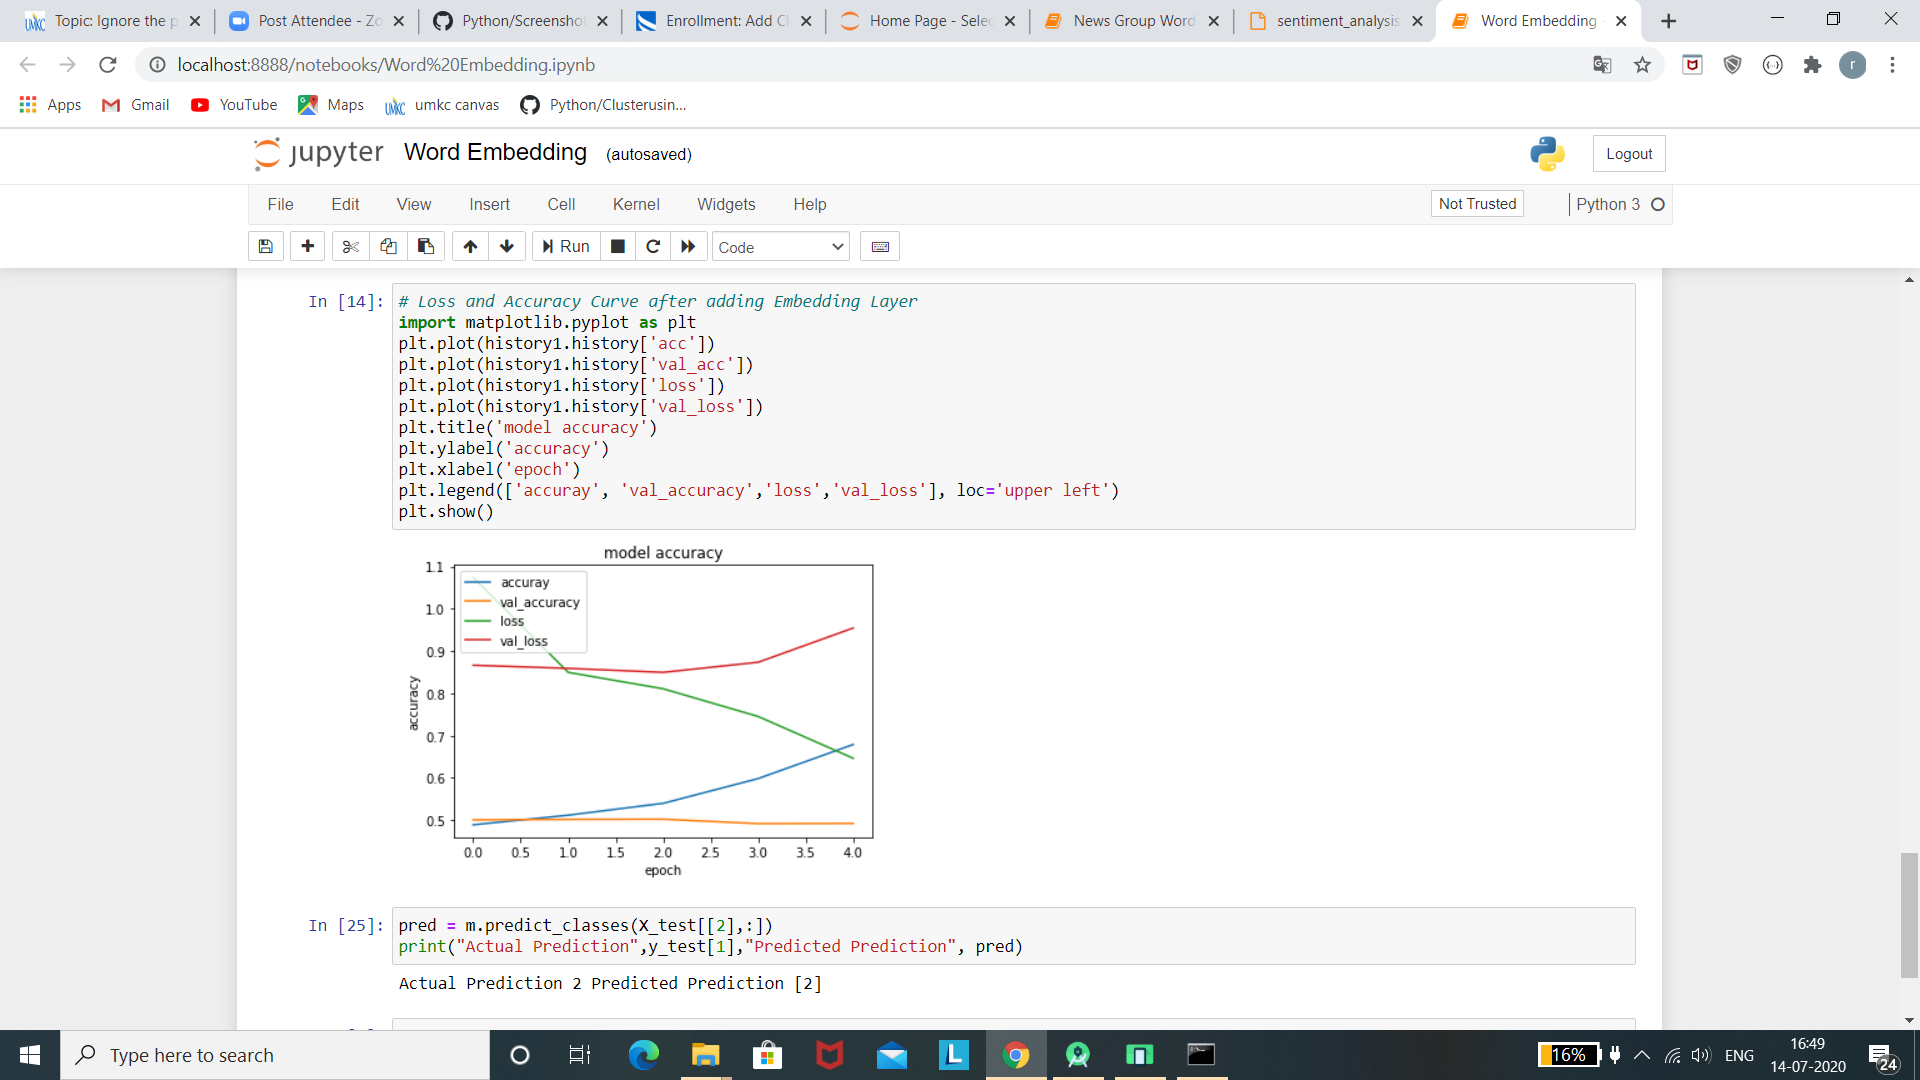 Topic: Ignore the p
Post Attendee - Zo
Python/Screenshot
Enrollment: Add Cl
Home Page - Selec
News Group Word
sentiment_analysis
Word Embedding
localhost:8888/notebooks/Word%20Embedding.ipynb
Apps
Gmail
YouTube
Maps
umkc canvas
Python/Clusterusin...
jupyter Word Embedding (autosaved)
Logout
File Edit View Insert Cell Kernel Widgets Help
Not Trusted
Python 3
Run
Code
In [14]:
# Loss and Accuracy Curve after adding Embedding Layer
import matplotlib.pyplot as plt
plt.plot(history1.history['acc'])
plt.plot(history1.history['val_acc'])
plt.plot(history1.history['loss'])
plt.plot(history1.history['val_loss'])
plt.title('model accuracy')
plt.ylabel('accuracy')
plt.xlabel('epoch')
plt.legend(['accuray', 'val_accuracy','loss','val_loss'], loc='upper left')
plt.show()
model accuracy
accuray
val_accuracy
loss
val_loss
1.1
1.0
0.9
0.8
0.7
0.6
0.5
accuracy
0.0 0.5 1.0 1.5 2.0 2.5 3.0 3.5 4.0
epoch
In [25]:
pred = m.predict_classes(X_test[[2],:])
print("Actual Prediction",y_test[1],"Predicted Prediction", pred)
Actual Prediction 2 Predicted Prediction [2]
Type here to search
16%
ENG
16:49
14-07-2020
24